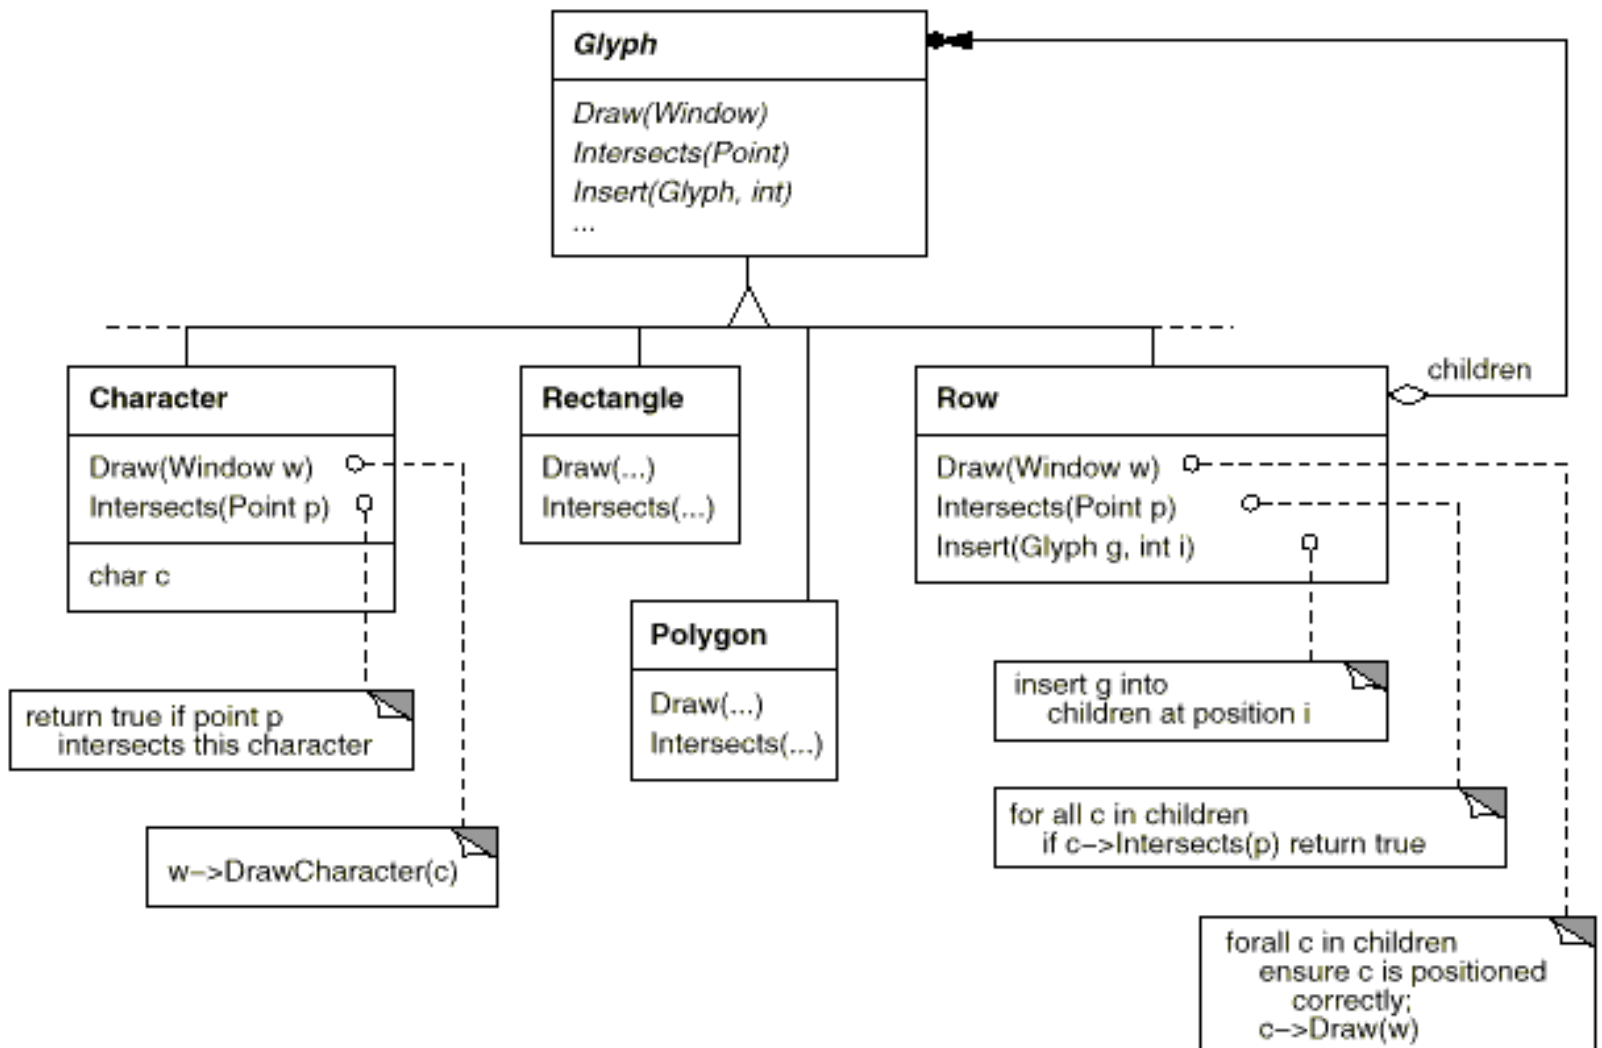 Glyph
Draw(Window)
Intersects(Point)
Insert(Glyph, int)
...
children
Character
Draw(Window w)
Intersects(Point p)
char c
Rectangle
Draw(...)
Intersects(...)
Row
Draw(Window w)
Intersects(Point p)
Insert(Glyph g, int i)
Polygon
Draw(...)
Intersects(...)
return true if point p
intersects this character
w->DrawCharacter(c)
insert g into
children at position i
for all c in children
if c->Intersects(p) return true
forall c in children
ensure c is positioned
correctly;
c->Draw(w)